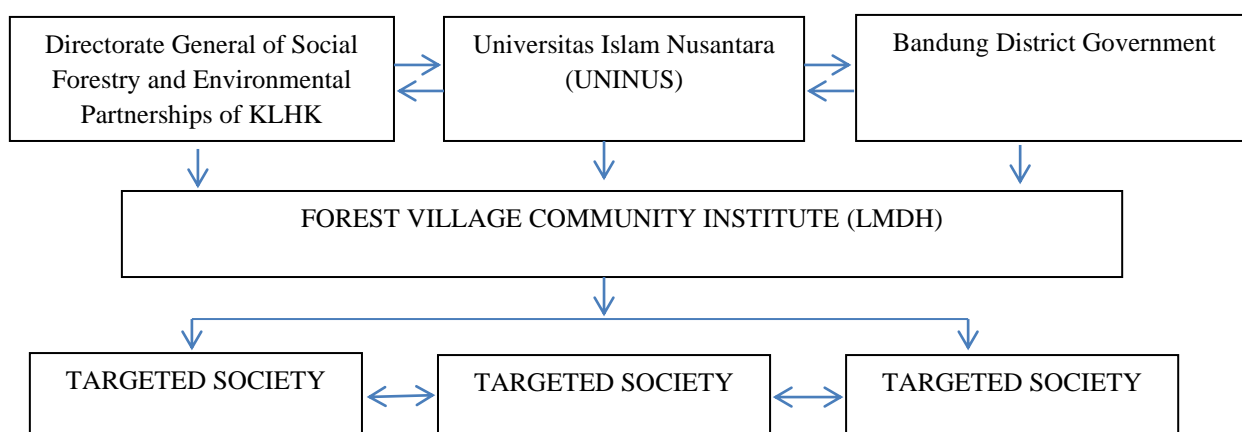 Directorate General of Social
Forestry and Environmental
Partnerships of KLHK
Universitas Islam Nusantara
(UNINUS)
Bandung District Government
FOREST VILLAGE COMMUNITY INSTITUTE (LMDH)
TARGETED SOCIETY
TARGETED SOCIETY
TARGETED SOCIETY